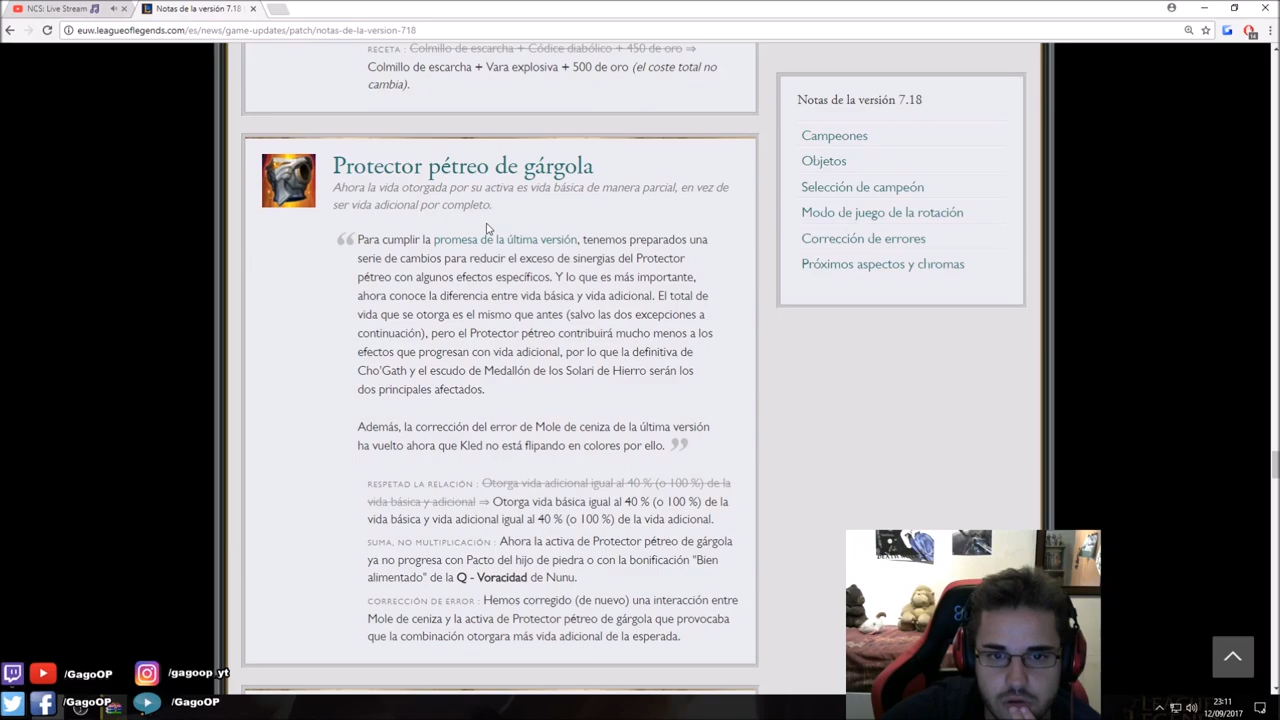 NCS: Live Stream
Notas de la versión 7.18
euw.leagueoflegends.com/es/news/game-updates/patch/notas-de-la-version-718
RECETA : Colmillo de escarcha + Códice diabólico + 450 de oro ⇒
Colmillo de escarcha + Vara explosiva + 500 de oro (el coste total no
cambia).
Protector pétreo de gárgola
Ahora la vida otorgada por su activa es vida básica de manera parcial, en vez de
ser vida adicional por completo.
Para cumplir la promesa de la última versión, tenemos preparados una
serie de cambios para reducir el exceso de sinergias del Protector
pétreo con algunos efectos específicos. Y lo que es más importante,
ahora conoce la diferencia entre vida básica y vida adicional. El total de
vida que se otorga es el mismo que antes (salvo las dos excepciones a
continuación), pero el Protector pétreo contribuirá mucho menos a los
efectos que progresan con vida adicional, por lo que la definitiva de
Cho'Gath y el escudo de Medallón de los Solari de Hierro serán los
dos principales afectados.
Además, la corrección del error de Mole de ceniza de la última versión
ha vuelto ahora que Kled no está flipando en colores por ello.
RESPETAD LA RELACIÓN : Otorga vida adicional igual al 40 % (o 100 %) de la
vida básica y adicional ⇒ Otorga vida básica igual al 40 % (o 100 %) de la
vida básica y vida adicional igual al 40 % (o 100 %) de la vida adicional.
SUMA, NO MULTIPLICACIÓN : Ahora la activa de Protector pétreo de gárgola
ya no progresa con Pacto del hijo de piedra o con la bonificación "Bien
alimentado" de la Q - Voracidad de Nunu.
CORRECCIÓN DE ERROR : Hemos corregido (de nuevo) una interacción entre
Mole de ceniza y la activa de Protector pétreo de gárgola que provocaba
que la combinación otorgara más vida adicional de la esperada.
Notas de la versión 7.18
Campeones
Objetos
Selección de campeón
Modo de juego de la rotación
Corrección de errores
Próximos aspectos y chromas
/GagoOP
/gagoop_yt
/GagoOP
/GagoOP
23:11
12/09/2017